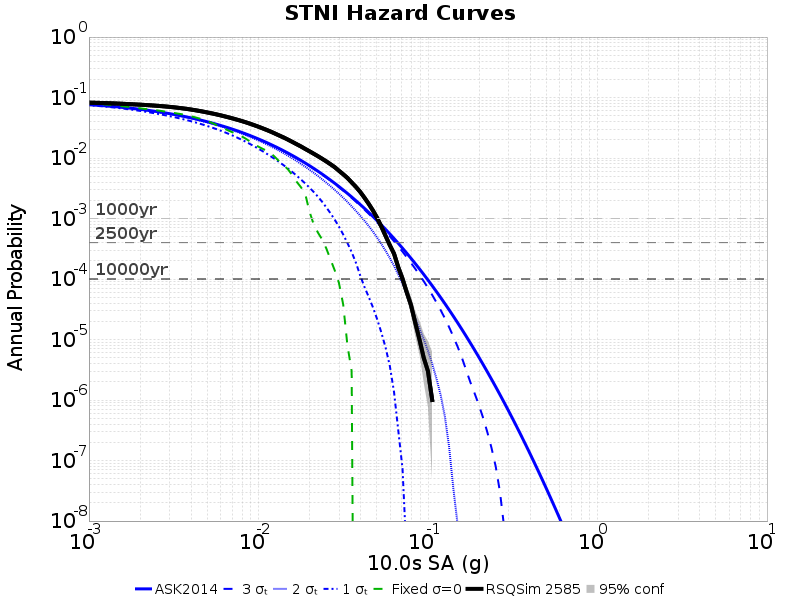 STNI Hazard Curves
10^0
10^-1
10^-2
10^-3
10^-4
10^-5
10^-6
10^-7
10^-8
Annual Probability
1000yr
2500yr
10000yr
10^-3 10^-2 10^-1 10^0 10^1
10.0s SA (g)
ASK2014 3 σₜ 2 σₜ 1 σₜ Fixed σ=0 RSQSim 2585 95% conf